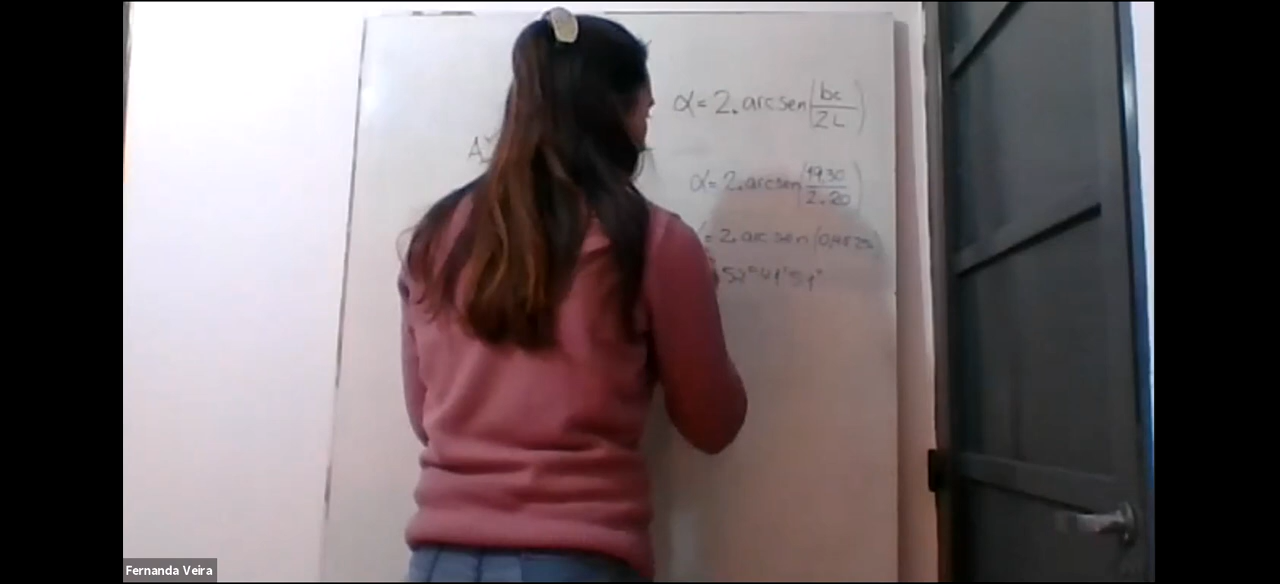 A
α = 2. arcsen (bc/2L)
α = 2. arcsen (19.30/2.20)
= 2. arc sen (0,4825
° 41' 51"
Fernanda Veira